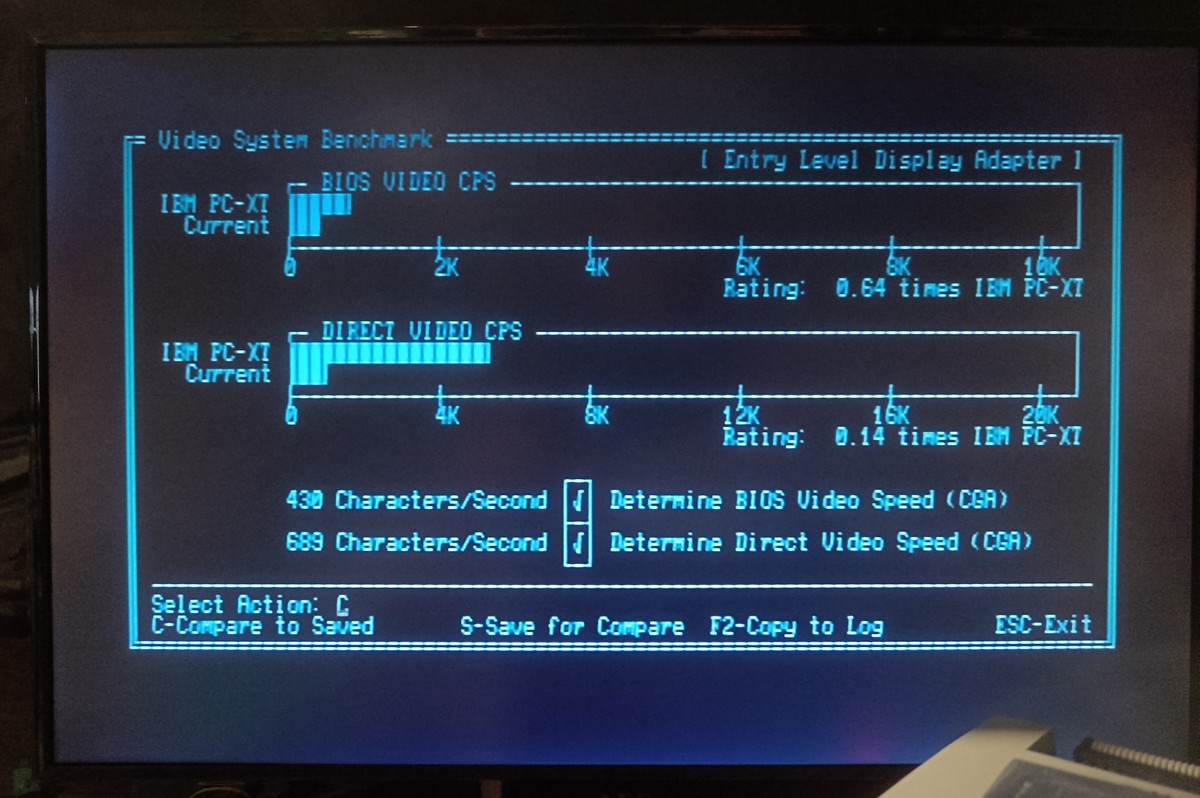 Video System Benchmark
[ Entry Level Display Adapter ]
BIOS VIDEO CPS
IBM PC-XT
Current
0 2K 4K 6K 8K 10K
Rating: 0.64 times IBM PC-XT
DIRECT VIDEO CPS
IBM PC-XT
Current
0 4K 8K 12K 16K 20K
Rating: 0.14 times IBM PC-XT
430 Characters/Second √ Determine BIOS Video Speed (CGA)
689 Characters/Second √ Determine Direct Video Speed (CGA)
Select Action: C
C-Compare to Saved S-Save for Compare F2-Copy to Log ESC-Exit